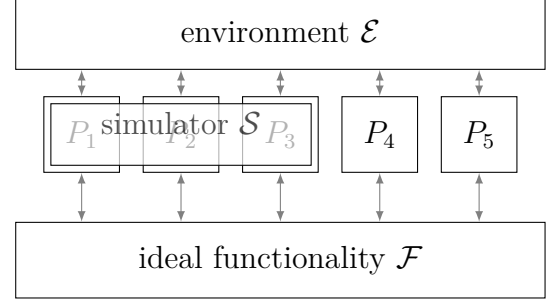 environment ℰ
simulator 𝒮
P₁ P₂ P₃ P₄ P₅
ideal functionality ℱ